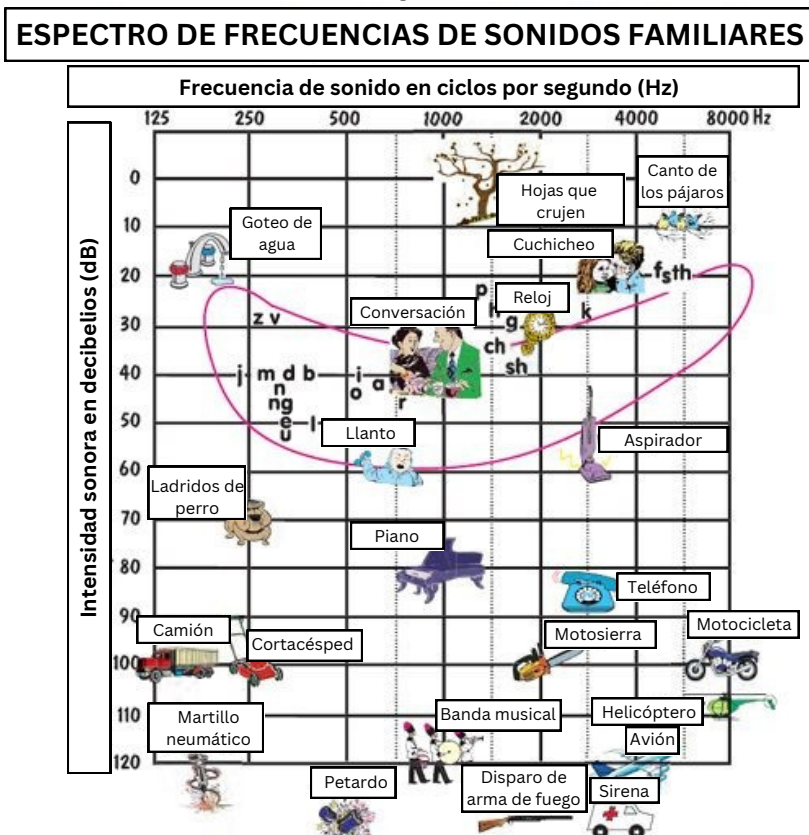 ESPECTRO DE FRECUENCIAS DE SONIDOS FAMILIARES
Frecuencia de sonido en ciclos por segundo (Hz)
125 250 500 1000 2000 4000 8000 Hz
Intensidad sonora en decibelios (dB)
0
10
20
30
40
50
60
70
80
90
100
110
120
Hojas que
crujen
Canto de
los pájaros
Goteo de
agua
Cuchicheo
f s th
p
h
Reloj
g
k
z v
Conversación
ch
sh
j m d b i
n
a
o
ng
r
e l
u
Llanto
Aspirador
Ladridos de
perro
Piano
Teléfono
Camión
Cortacésped
Motosierra
Motocicleta
Martillo
neumático
Banda musical
Helicóptero
Avión
Petardo
Disparo de
arma de fuego
Sirena